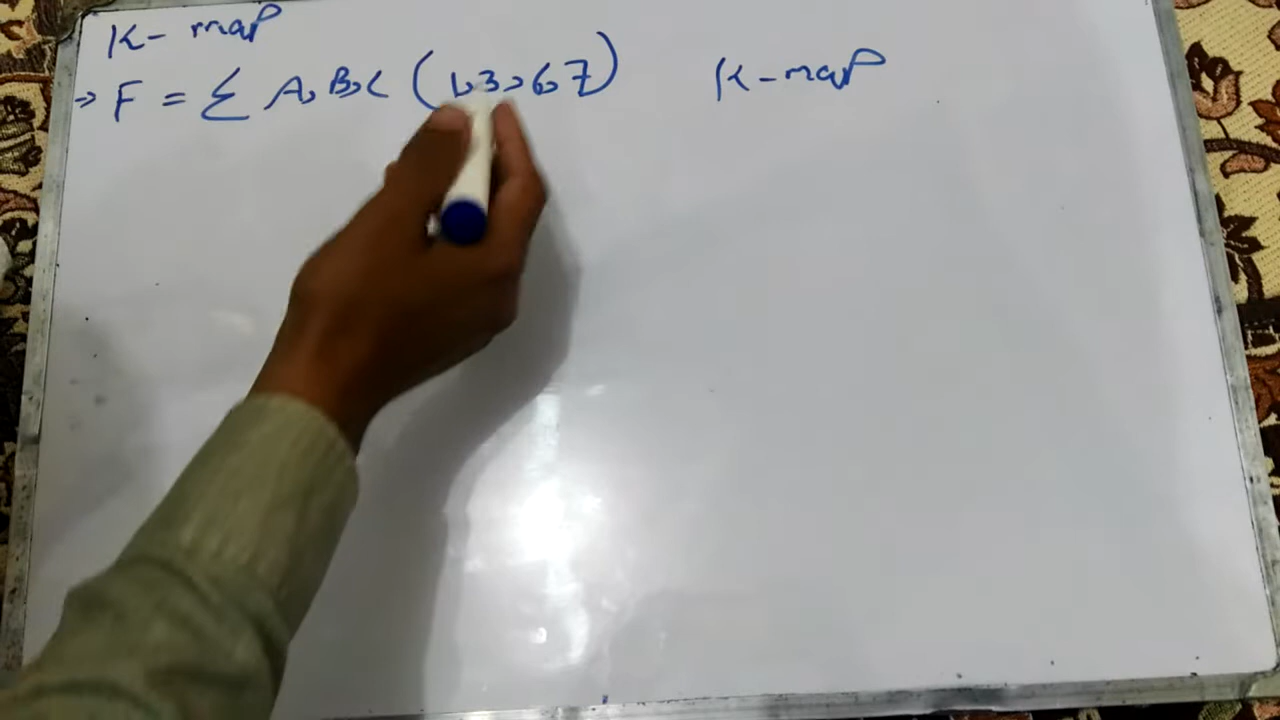 K- map
→ F = Σ A, B, C (1, 3, 6, 7)
K-map